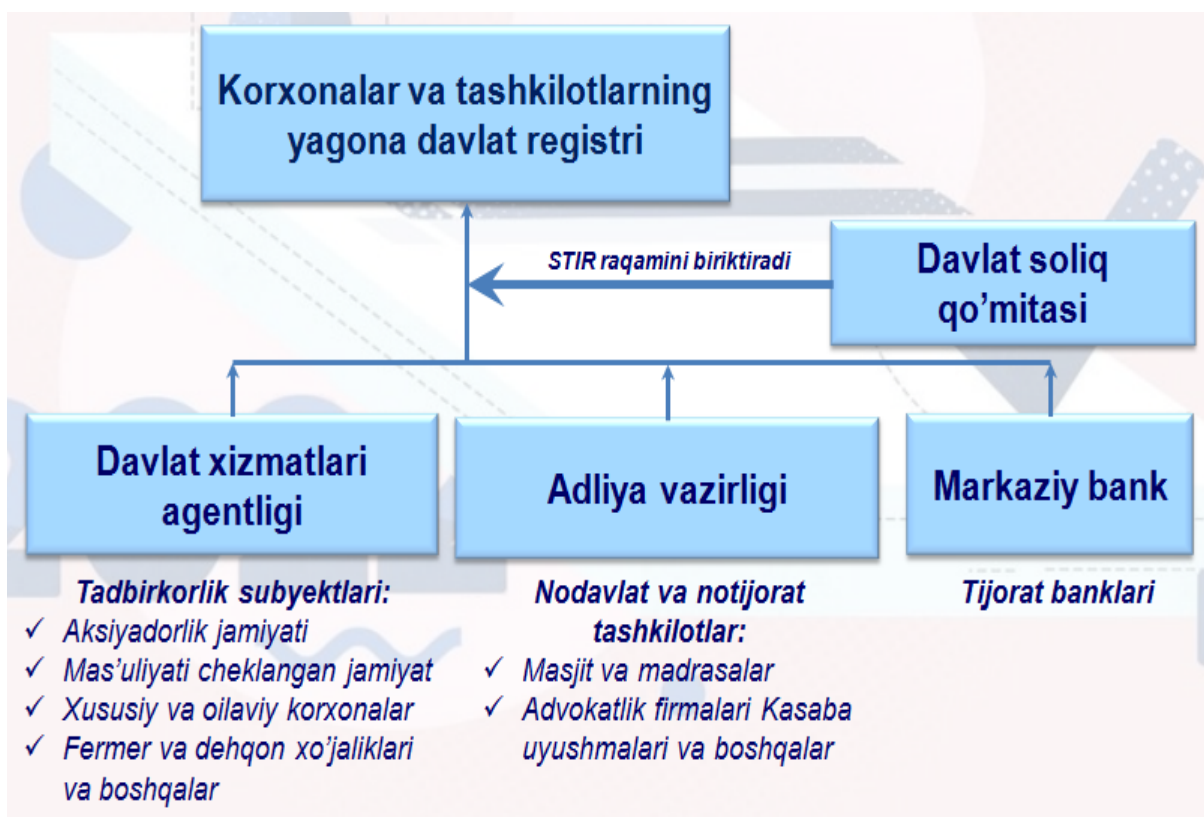 Korxonalar va tashkilotlarning
yagona davlat registri
STIR raqamini biriktiradi
Davlat soliq
qo’mitasi
Davlat xizmatlari
agentligi
Adliya vazirligi
Markaziy bank
Tadbirkorlik subyektlari:
✓ Aksiyadorlik jamiyati
✓ Mas’uliyati cheklangan jamiyat
✓ Xususiy va oilaviy korxonalar
✓ Fermer va dehqon xo’jaliklari
va boshqalar
Nodavlat va notijorat
tashkilotlar:
✓ Masjit va madrasalar
✓ Advokatlik firmalari Kasaba
uyushmalari va boshqalar
Tijorat banklari